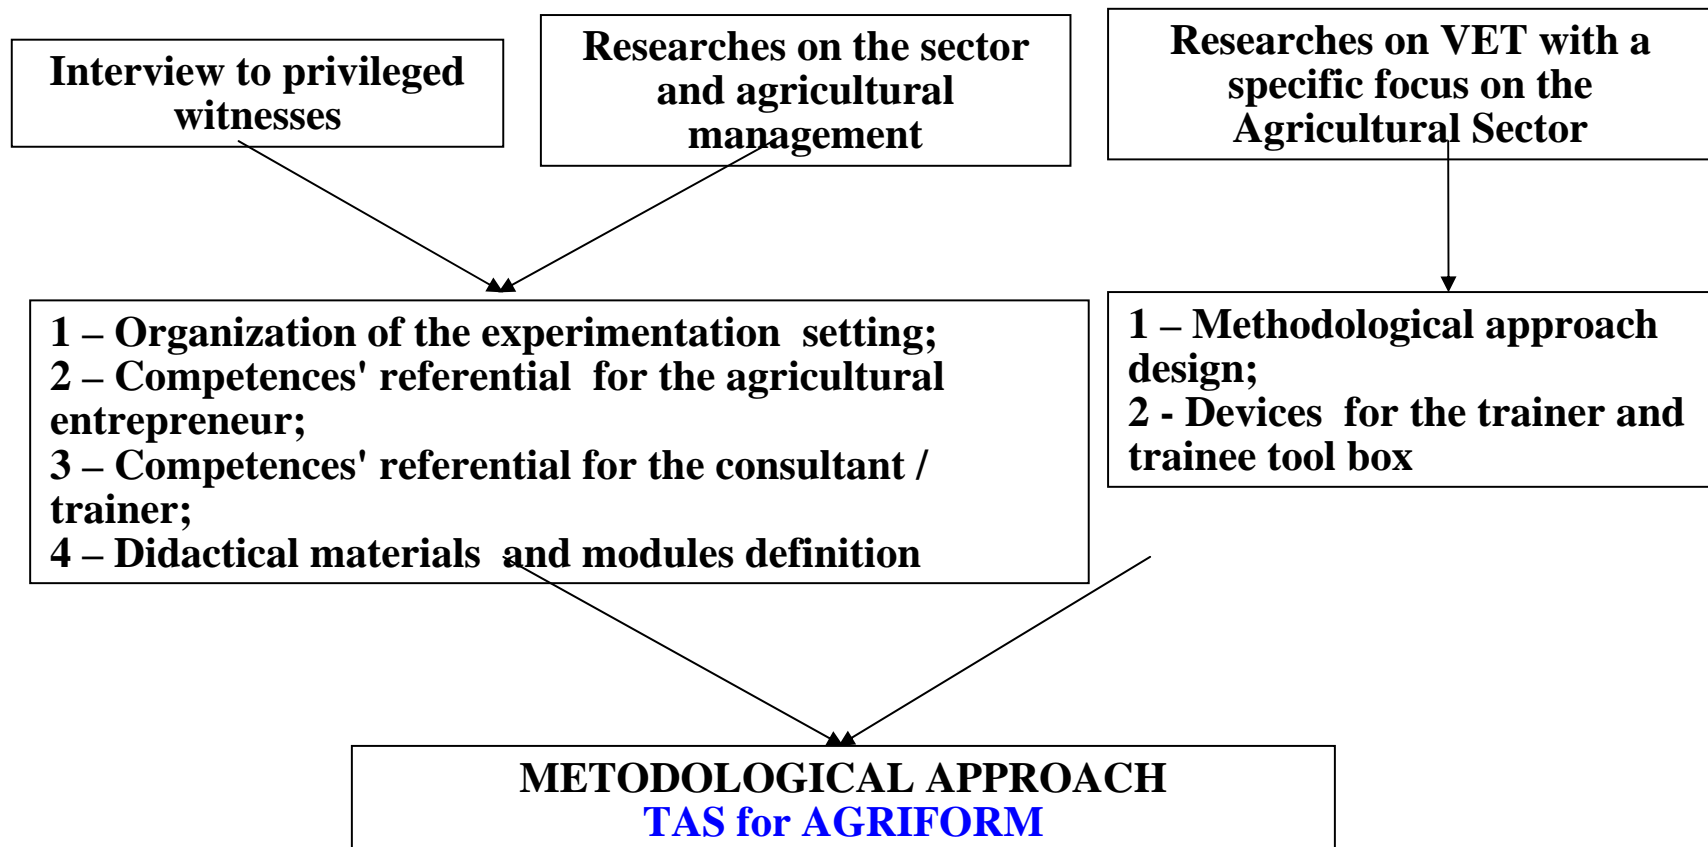 Interview to privileged
witnesses
Researches on the sector
and agricultural
management
Researches on VET with a
specific focus on the
Agricultural Sector
1 – Organization of the experimentation  setting;
2 – Competences' referential  for the agricultural
entrepreneur;
3 – Competences' referential for the consultant /
trainer;
4 – Didactical materials  and modules definition
1 – Methodological approach
design;
2 - Devices  for the trainer and
trainee tool box
METODOLOGICAL APPROACH
TAS for AGRIFORM